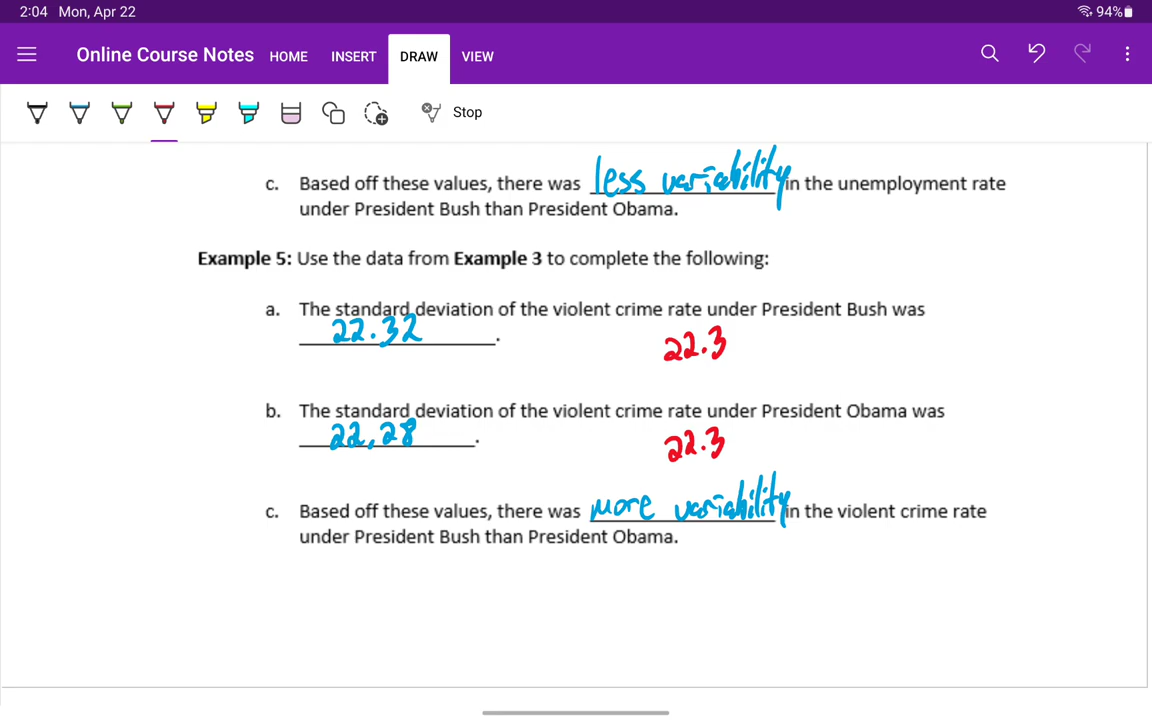 2:04 Mon, Apr 22 94%
Online Course Notes HOME INSERT DRAW VIEW
Stop
c. Based off these values, there was less variability in the unemployment rate
under President Bush than President Obama.
Example 5: Use the data from Example 3 to complete the following:
a. The standard deviation of the violent crime rate under President Bush was
22.32.
22.3
b. The standard deviation of the violent crime rate under President Obama was
22,28.
22.3
c. Based off these values, there was more variability in the violent crime rate
under President Bush than President Obama.